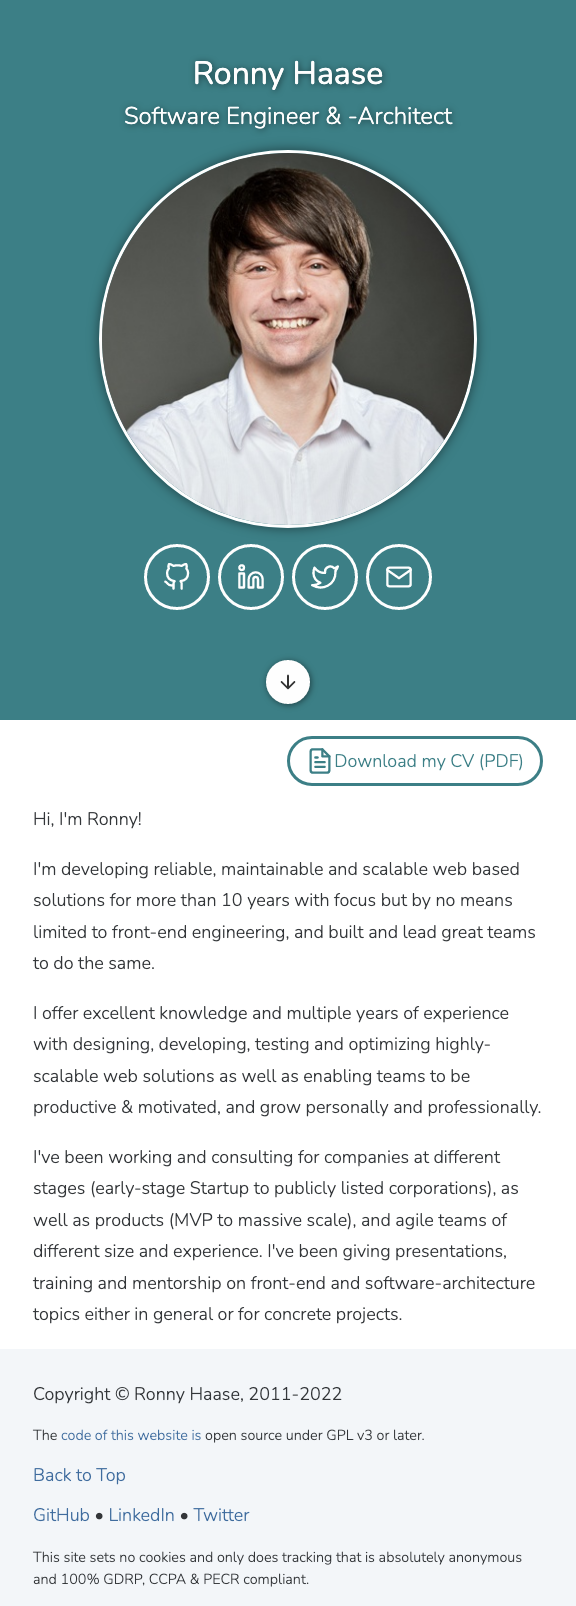 Ronny Haase
Software Engineer & -Architect
Download my CV (PDF)
Hi, I'm Ronny!
I'm developing reliable, maintainable and scalable web based
solutions for more than 10 years with focus but by no means
limited to front-end engineering, and built and lead great teams
to do the same.
I offer excellent knowledge and multiple years of experience
with designing, developing, testing and optimizing highly-
scalable web solutions as well as enabling teams to be
productive & motivated, and grow personally and professionally.
I've been working and consulting for companies at different
stages (early-stage Startup to publicly listed corporations), as
well as products (MVP to massive scale), and agile teams of
different size and experience. I've been giving presentations,
training and mentorship on front-end and software-architecture
topics either in general or for concrete projects.
Copyright © Ronny Haase, 2011-2022
The code of this website is open source under GPL v3 or later.
Back to Top
GitHub • LinkedIn • Twitter
This site sets no cookies and only does tracking that is absolutely anonymous
and 100% GDRP, CCPA & PECR compliant.